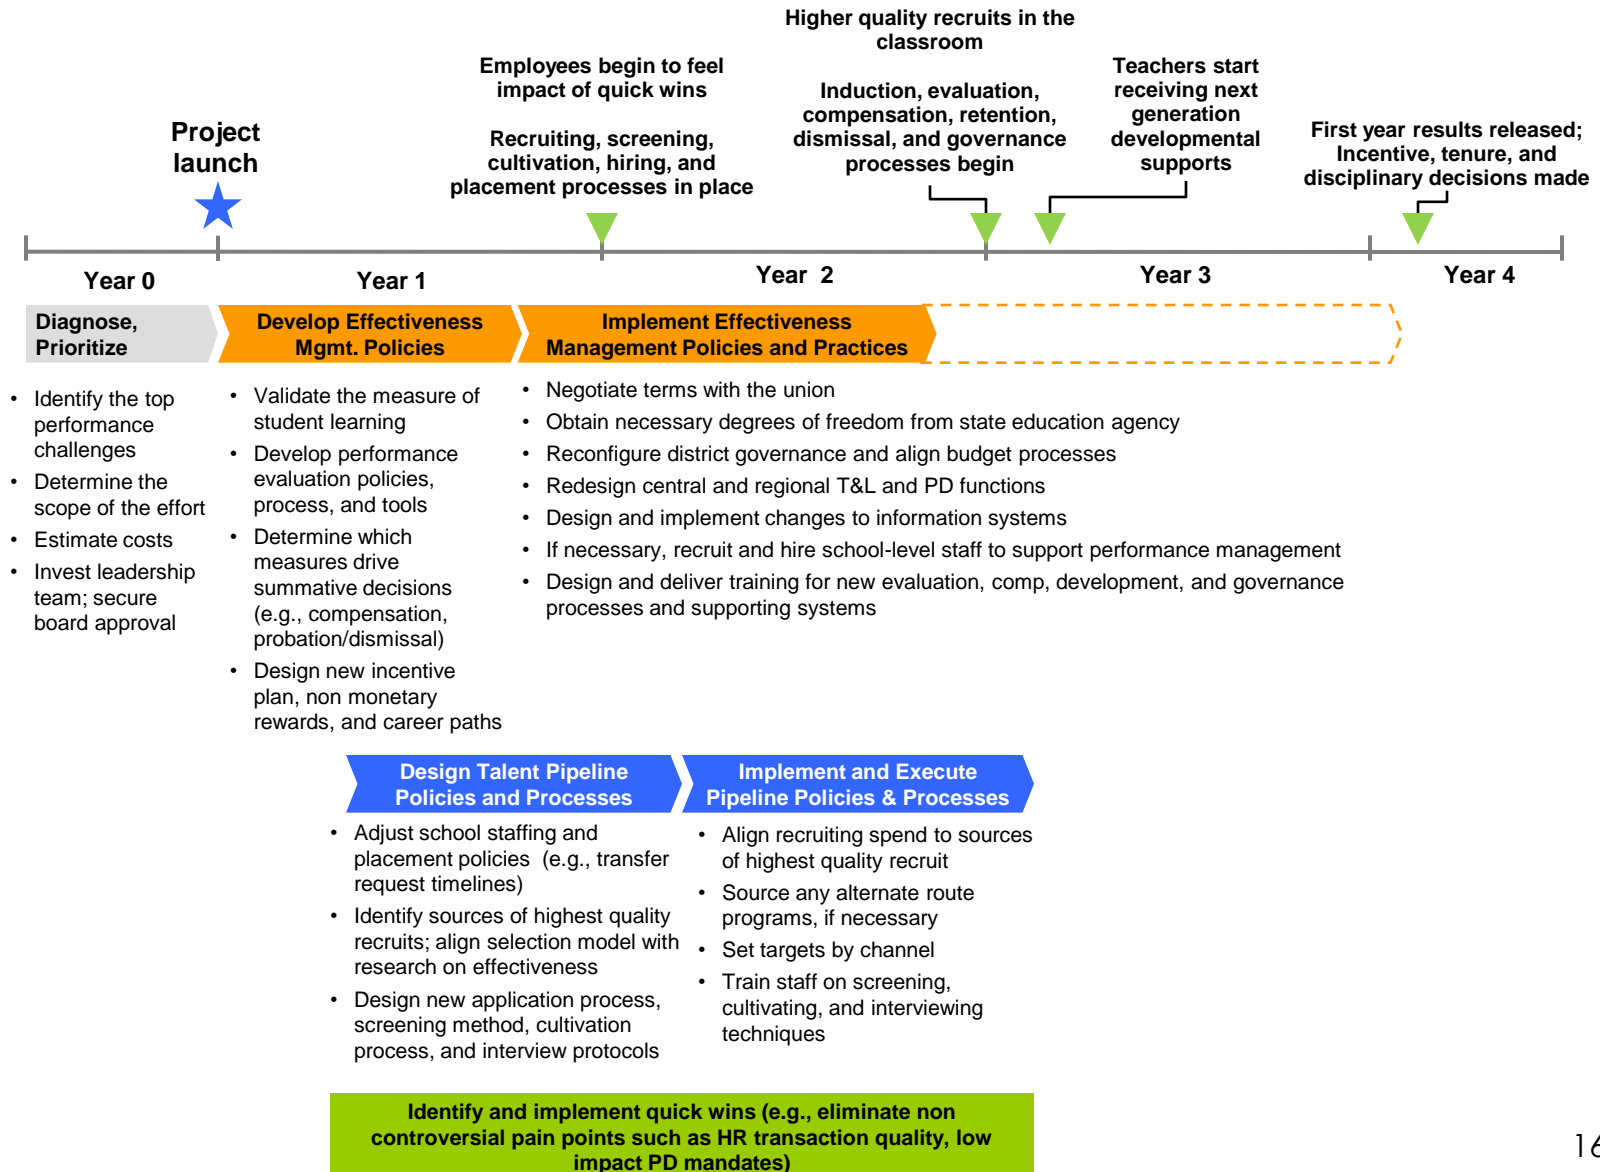 Higher quality recruits in the
classroom
Induction, evaluation,
compensation, retention,
dismissal, and governance
processes begin
Employees begin to feel
impact of quick wins
Recruiting, screening,
cultivation, hiring, and
placement processes in place
Teachers start
receiving next
generation
developmental
supports
Project
launch
First year results released;
Incentive, tenure, and
disciplinary decisions made
Year 0
Year 1
Year  2
Year 3
Year 4
Diagnose,
Prioritize
Develop Effectiveness
Mgmt. Policies
Implement Effectiveness
Management Policies and Practices
• Identify the top
performance
challenges
• Determine the
scope of the effort
• Estimate costs
• Invest leadership
team; secure
board approval
• Validate the measure of
student learning
• Develop performance
evaluation policies,
process, and tools
• Determine which
measures drive
summative decisions
(e.g., compensation,
probation/dismissal)
• Design new incentive
plan, non monetary
rewards, and career paths
• Negotiate terms with the union
• Obtain necessary degrees of freedom from state education agency
• Reconfigure district governance and align budget processes
• Redesign central and regional T&L and PD functions
• Design and implement changes to information systems
• If necessary, recruit and hire school-level staff to support performance management
• Design and deliver training for new evaluation, comp, development, and governance
processes and supporting systems
Design Talent Pipeline
Policies and Processes
Implement and Execute
Pipeline Policies & Processes
• Adjust school staffing and
placement policies  (e.g., transfer
request timelines)
• Identify sources of highest quality
recruits; align selection model with
research on effectiveness
• Design new application process,
screening method, cultivation
process, and interview protocols
• Align recruiting spend to sources
of highest quality recruit
• Source any alternate route
programs, if necessary
• Set targets by channel
• Train staff on screening,
cultivating, and interviewing
techniques
Identify and implement quick wins (e.g., eliminate non
controversial pain points such as HR transaction quality, low
impact PD mandates)
16